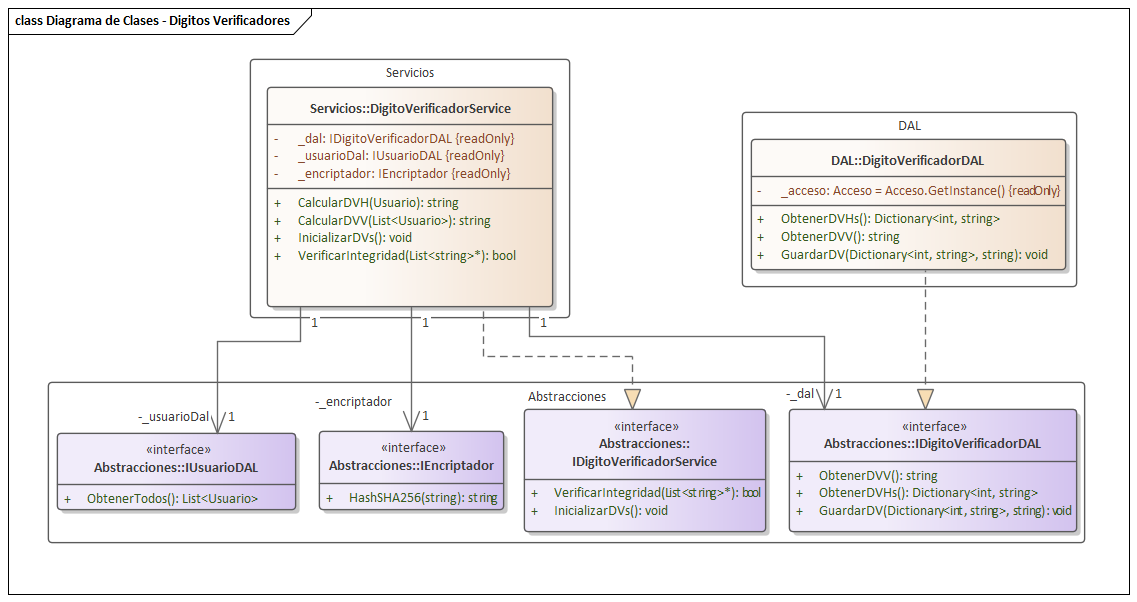 class Diagrama de Clases - Digitos Verificadores
Servicios
Servicios::DigitoVerificadorService
- _dal: IDigitoVerificadorDAL {readOnly}
- _usuarioDal: IUsuarioDAL {readOnly}
- _encriptador: IEncriptador {readOnly}
+ CalcularDVH(Usuario): string
+ CalcularDVV(List<Usuario>): string
+ InicializarDVs(): void
+ VerificarIntegridad(List<string>*): bool
DAL
DAL::DigitoVerificadorDAL
- _acceso: Acceso = Acceso.GetInstance() {readOnly}
+ ObtenerDVHs(): Dictionary<int, string>
+ ObtenerDVV(): string
+ GuardarDV(Dictionary<int, string>, string): void
1
1
1
Abstracciones
-_usuarioDal
1
-_encriptador
1
-_dal
1
«interface»
Abstracciones::IUsuarioDAL
+ ObtenerTodos(): List<Usuario>
«interface»
Abstracciones::IEncriptador
+ HashSHA256(string): string
«interface»
Abstracciones::
IDigitoVerificadorService
+ VerificarIntegridad(List<string>*): bool
+ InicializarDVs(): void
«interface»
Abstracciones::IDigitoVerificadorDAL
+ ObtenerDVV(): string
+ ObtenerDVHs(): Dictionary<int, string>
+ GuardarDV(Dictionary<int, string>, string): void